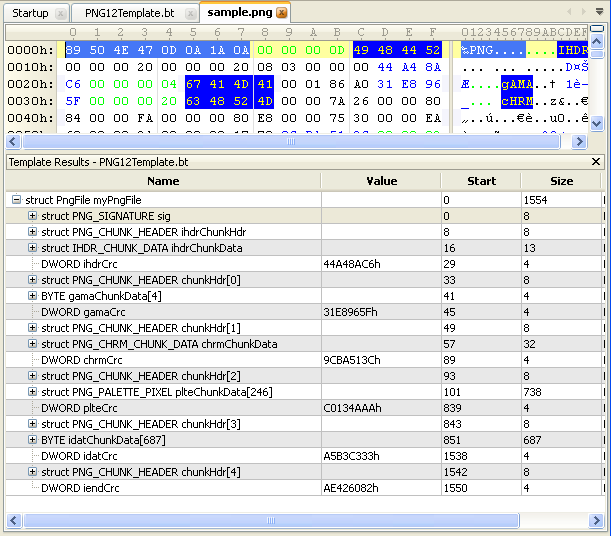 Startup PNG12Template.bt sample.png
0 1 2 3 4 5 6 7 8 9 A B C D E F 0123456789ABCDEF
0000h: 89 50 4E 47 0D 0A 1A 0A 00 00 00 0D 49 48 44 52 ‰PNG........IHDR
0010h: 00 00 00 20 00 00 00 20 08 03 00 00 00 44 A4 8A ... ... .....D¤Š
0020h: C6 00 00 00 04 67 41 4D 41 00 01 86 A0 31 E8 96 Æ....gAMA..† 1è–
0030h: 5F 00 00 00 20 63 48 52 4D 00 00 7A 26 00 00 80 _... cHRM..z&..€
0040h: 84 00 00 FA 00 00 00 80 E8 00 00 75 30 00 00 EA „..ú...€è..u0..ê
Template Results - PNG12Template.bt
Name Value Start Size
struct PngFile myPngFile 0 1554
struct PNG_SIGNATURE sig 0 8
struct PNG_CHUNK_HEADER ihdrChunkHdr 8 8
struct IHDR_CHUNK_DATA ihdrChunkData 16 13
DWORD ihdrCrc 44A48AC6h 29 4
struct PNG_CHUNK_HEADER chunkHdr[0] 33 8
BYTE gamaChunkData[4] 41 4
DWORD gamaCrc 31E8965Fh 45 4
struct PNG_CHUNK_HEADER chunkHdr[1] 49 8
struct PNG_CHRM_CHUNK_DATA chrmChunkData 57 32
DWORD chrmCrc 9CBA513Ch 89 4
struct PNG_CHUNK_HEADER chunkHdr[2] 93 8
struct PNG_PALETTE_PIXEL plteChunkData[246] 101 738
DWORD plteCrc C0134AAAh 839 4
struct PNG_CHUNK_HEADER chunkHdr[3] 843 8
BYTE idatChunkData[687] 851 687
DWORD idatCrc A5B3C333h 1538 4
struct PNG_CHUNK_HEADER chunkHdr[4] 1542 8
DWORD iendCrc AE426082h 1550 4